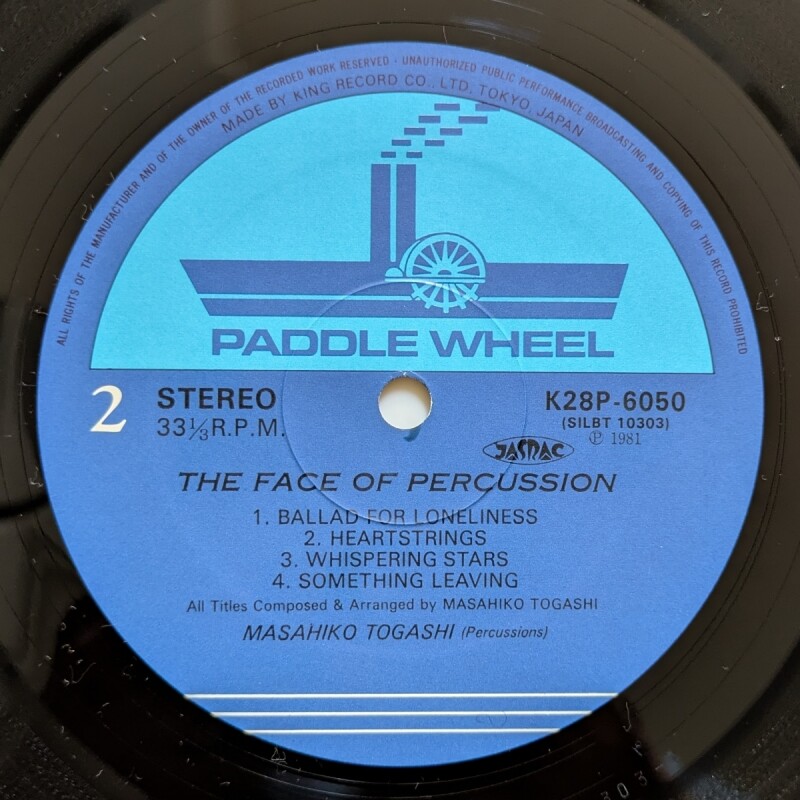 ALL RIGHTS OF THE MANUFACTURER AND OF THE OWNER OF THE RECORDED WORK RESERVED - UNAUTHORIZED PUBLIC PERFORMANCE BROADCASTING AND COPYING OF THIS RECORD PROHIBITED
MADE BY KING RECORD CO., LTD. TOKYO, JAPAN
PADDLE WHEEL
2
STEREO
33⅓R.P.M.
K28P-6050
(SILBT 10303)
℗ 1981
JASRAC
THE FACE OF PERCUSSION
1. BALLAD FOR LONELINESS
2. HEARTSTRINGS
3. WHISPERING STARS
4. SOMETHING LEAVING
All Titles Composed & Arranged by MASAHIKO TOGASHI
MASAHIKO TOGASHI (Percussions)